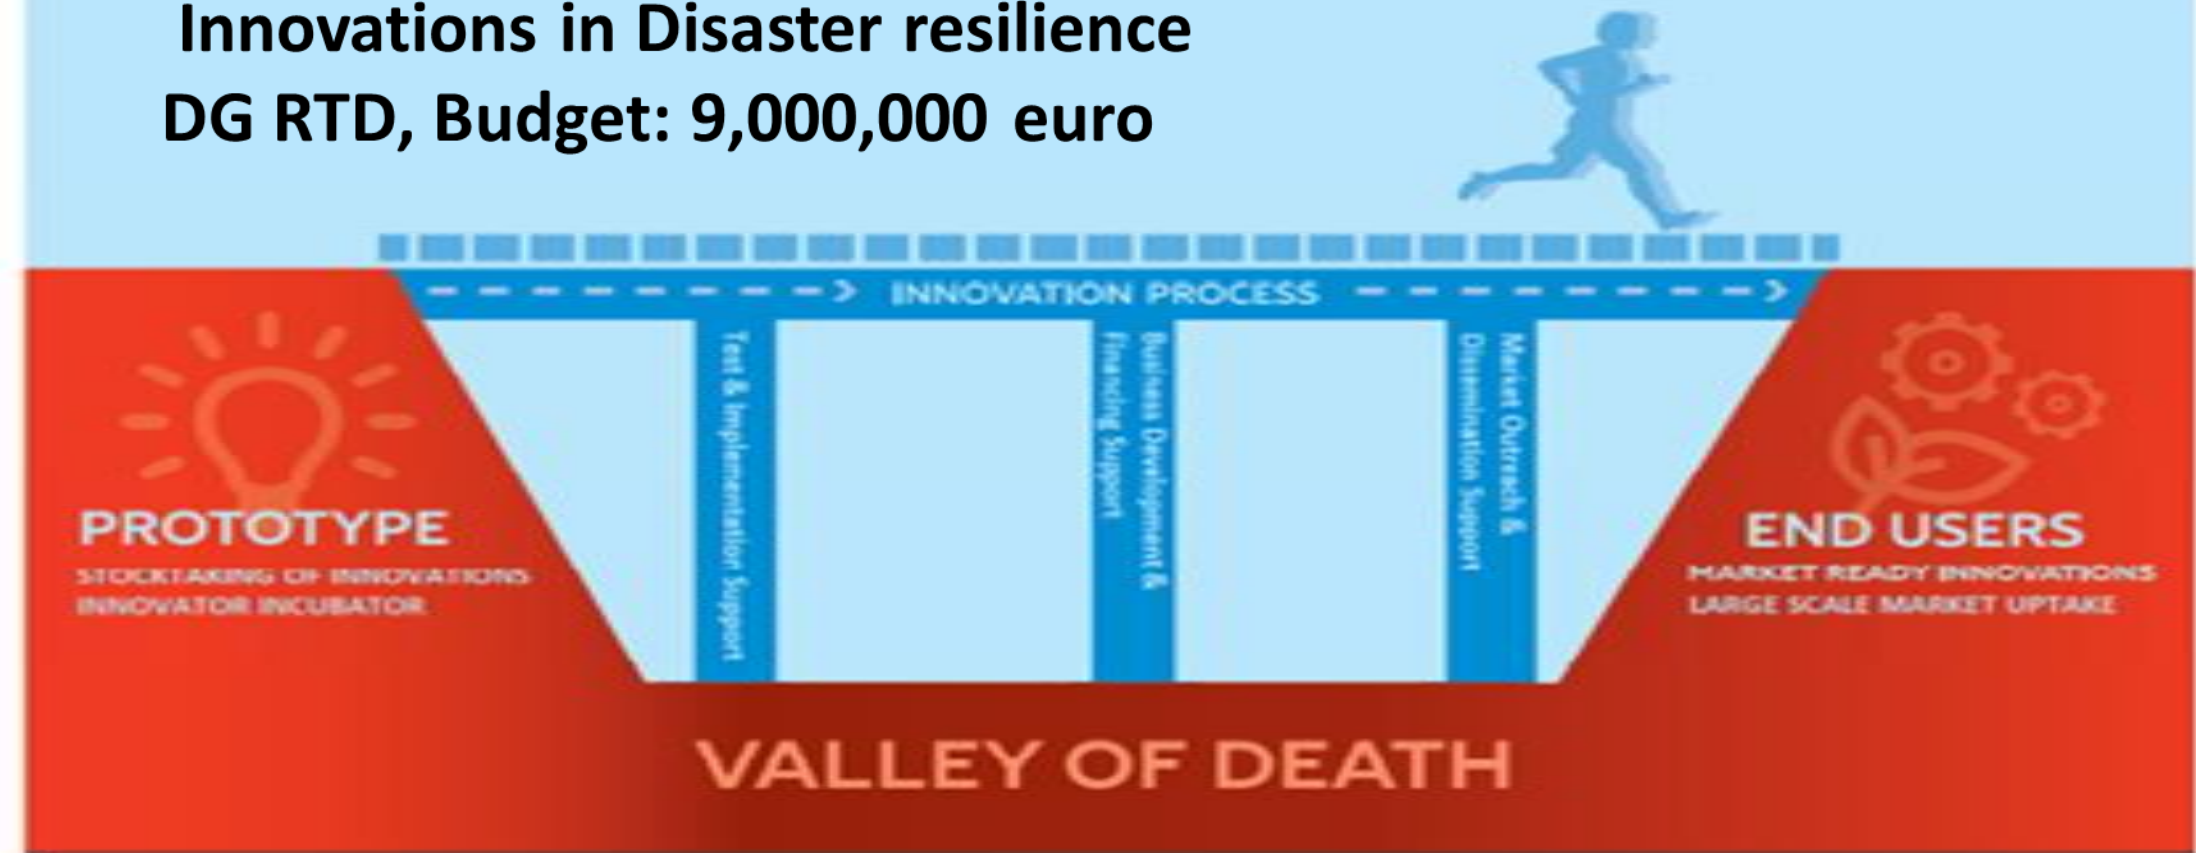 Innovations in Disaster resilience
DG RTD, Budget: 9,000,000 euro
INNOVATION PROCESS
Test & Implementation Support
Business Development &
Financing Support
Market Outreach &
Dissemination Support
PROTOTYPE
STOCKTAKING OF INNOVATIONS
INNOVATOR INCUBATOR
END USERS
MARKET READY INNOVATIONS
LARGE SCALE MARKET UPTAKE
VALLEY OF DEATH